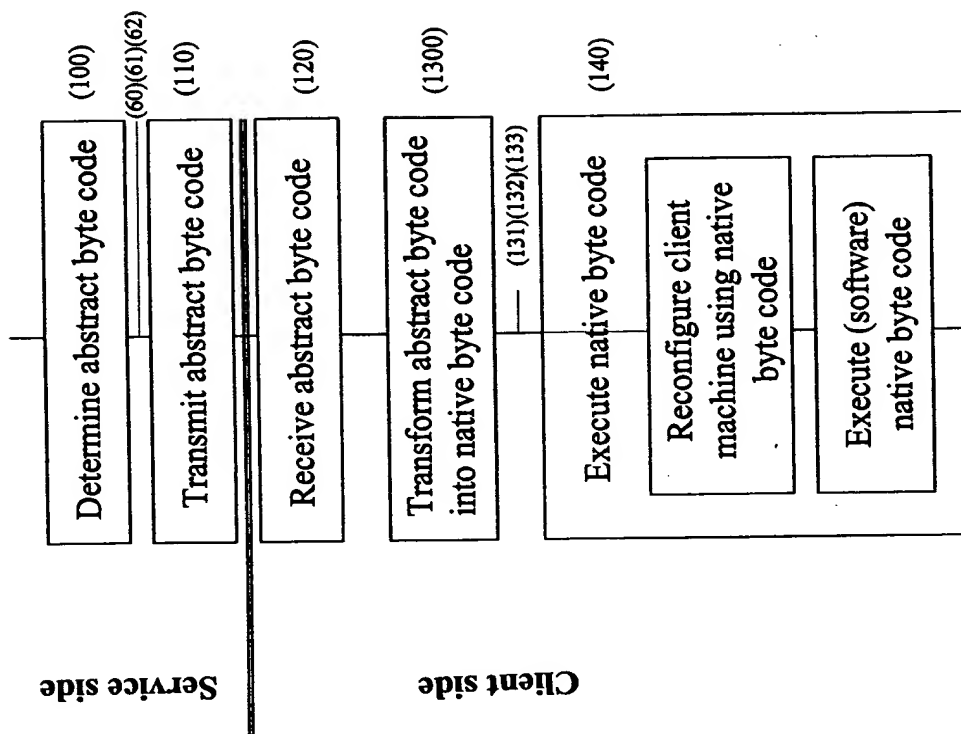 Service side
Client side
Determine abstract byte code
(100)
(60)(61)(62)
Transmit abstract byte code
(110)
Receive abstract byte code
(120)
Transform abstract byte code
into native byte code
(1300)
(131)(132)(133)
Execute native byte code
(140)
Reconfigure client
machine using native
byte code
Execute (software)
native byte code